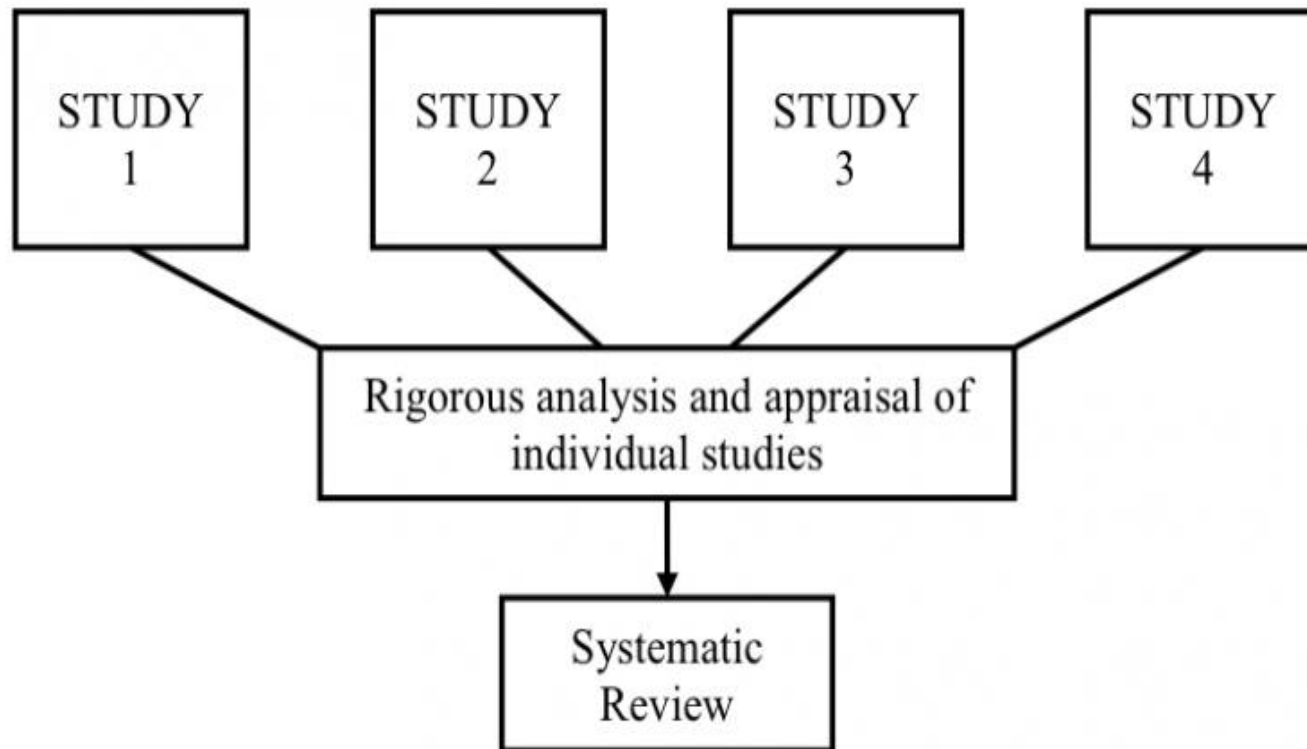 STUDY
1
STUDY
2
STUDY
3
STUDY
4
Rigorous analysis and appraisal of
individual studies
Systematic
Review